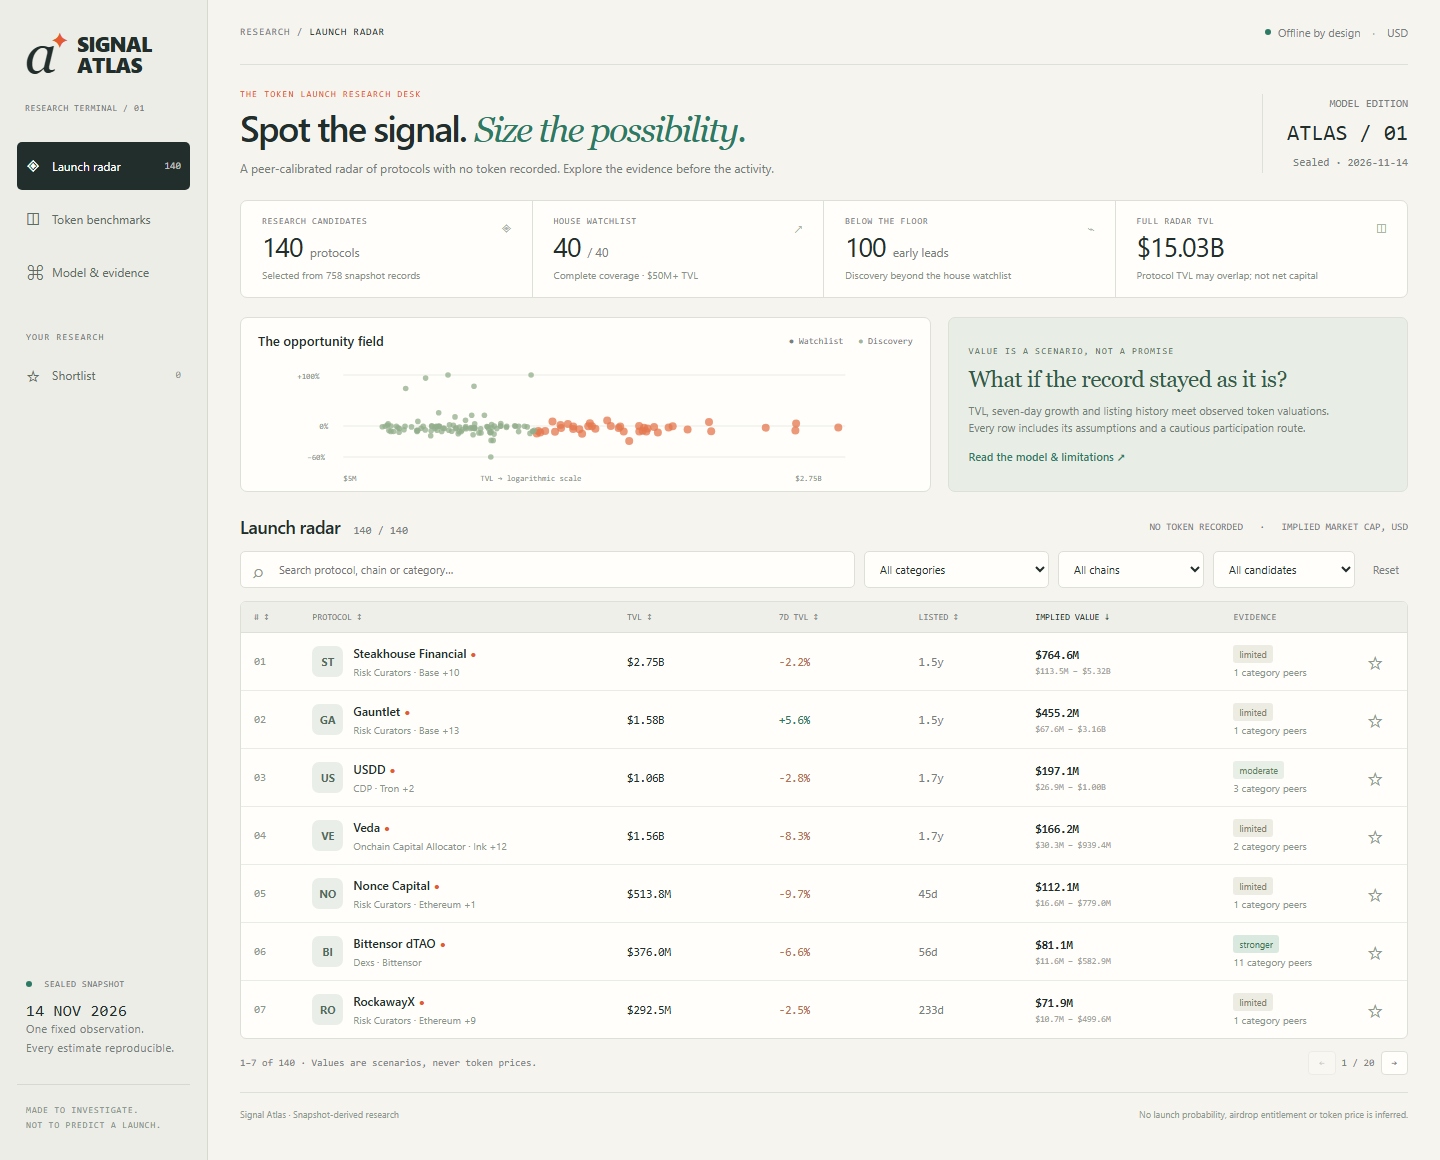 a
SIGNAL
ATLAS
RESEARCH TERMINAL / 01
Launch radar 140
Token benchmarks
Model & evidence
YOUR RESEARCH
Shortlist 0
SEALED SNAPSHOT
14 NOV 2026
One fixed observation.
Every estimate reproducible.
MADE TO INVESTIGATE.
NOT TO PREDICT A LAUNCH.
RESEARCH / LAUNCH RADAR
Offline by design · USD
THE TOKEN LAUNCH RESEARCH DESK
Spot the signal. Size the possibility.
A peer-calibrated radar of protocols with no token recorded. Explore the evidence before the activity.
MODEL EDITION
ATLAS / 01
Sealed · 2026-11-14
RESEARCH CANDIDATES
140 protocols
Selected from 758 snapshot records
HOUSE WATCHLIST
40 / 40
Complete coverage · $50M+ TVL
BELOW THE FLOOR
100 early leads
Discovery beyond the house watchlist
FULL RADAR TVL
$15.03B
Protocol TVL may overlap; not net capital
The opportunity field
Watchlist Discovery
+100%
0%
-60%
$5M TVL → logarithmic scale $2.75B
VALUE IS A SCENARIO, NOT A PROMISE
What if the record stayed as it is?
TVL, seven-day growth and listing history meet observed token valuations.
Every row includes its assumptions and a cautious participation route.
Read the model & limitations ↗
Launch radar 140 / 140
NO TOKEN RECORDED · IMPLIED MARKET CAP, USD
Search protocol, chain or category...
All categories
All chains
All candidates
Reset
# ↕ PROTOCOL ↕ TVL ↕ 7D TVL ↕ LISTED ↕ IMPLIED VALUE ↓ EVIDENCE
01 ST Steakhouse Financial $2.75B -2.2% 1.5y $764.6M limited
Risk Curators · Base +10 $113.5M – $5.32B 1 category peers
02 GA Gauntlet $1.58B +5.6% 1.5y $455.2M limited
Risk Curators · Base +13 $67.6M – $3.16B 1 category peers
03 US USDD $1.06B -2.8% 1.7y $197.1M moderate
CDP · Tron +2 $26.9M – $1.00B 3 category peers
04 VE Veda $1.56B -8.3% 1.7y $166.2M limited
Onchain Capital Allocator · Ink +12 $30.3M – $939.4M 2 category peers
05 NO Nonce Capital $513.8M -9.7% 45d $112.1M limited
Risk Curators · Ethereum +1 $16.6M – $779.0M 1 category peers
06 BI Bittensor dTAO $376.0M -6.6% 56d $81.1M stronger
Dexs · Bittensor $11.6M – $582.9M 11 category peers
07 RO RockawayX $292.5M -2.5% 233d $71.9M limited
Risk Curators · Ethereum +9 $10.7M – $499.6M 1 category peers
1–7 of 140 · Values are scenarios, never token prices.
← 1 / 20 →
Signal Atlas · Snapshot-derived research
No launch probability, airdrop entitlement or token price is inferred.